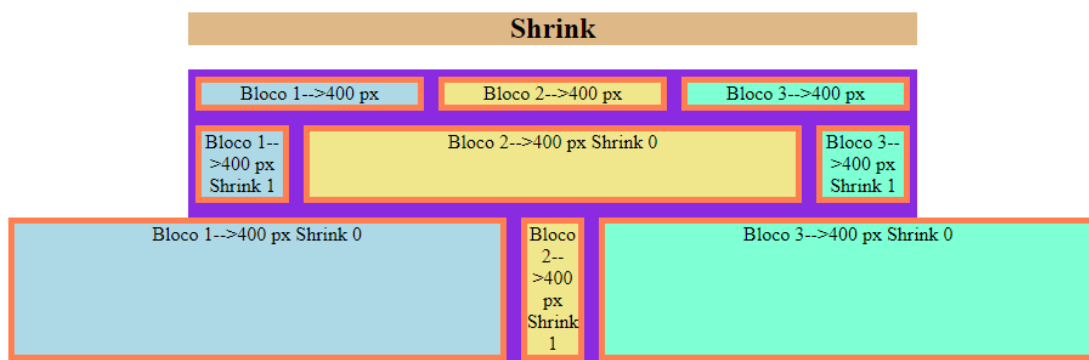 Shrink
Bloco 1-->400 px
Bloco 2-->400 px
Bloco 3-->400 px
Bloco 1--
>400 px
Shrink 1
Bloco 2-->400 px Shrink 0
Bloco 3--
>400 px
Shrink 1
Bloco 1-->400 px Shrink 0
Bloco
2--
>400
px
Shrink
1
Bloco 3-->400 px Shrink 0